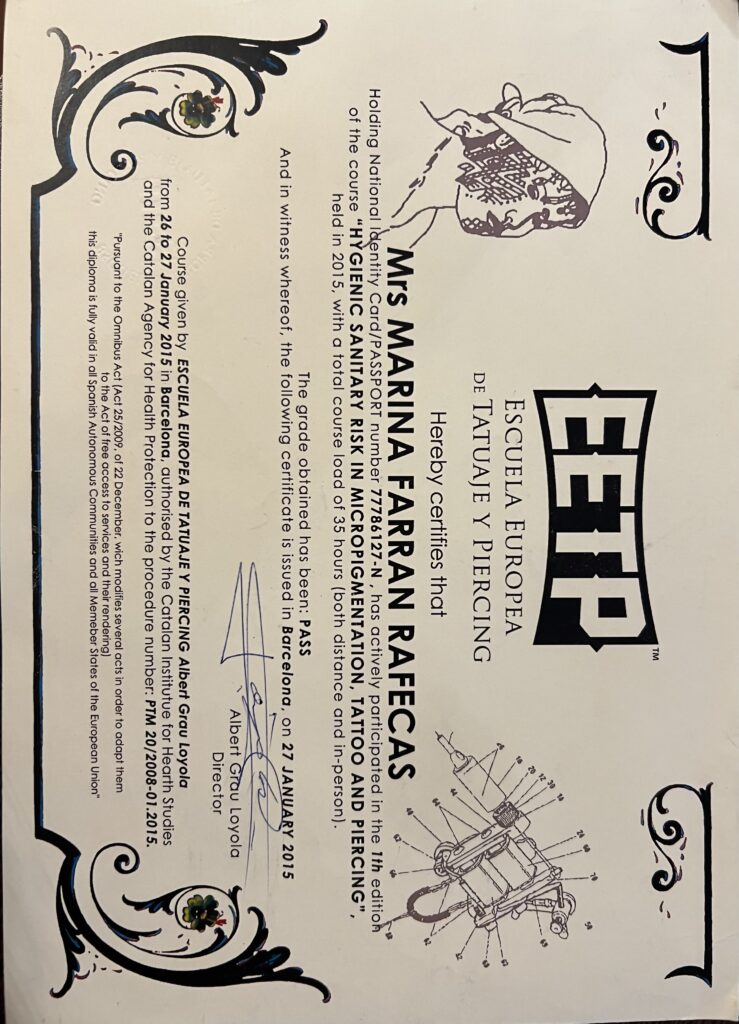 EETP™
ESCUELA EUROPEA
DE TATUAJE Y PIERCING
Hereby certifies that
Mrs MARINA FARRAN RAFECAS
Holding National Identity Card/PASSPORT number 77786127-N , has actively participated in the 1th edition
of the course "HYGIENIC SANITARY RISK IN MICROPIGMENTATION, TATTOO AND PIERCING",
held in 2015, with a total course load of 35 hours (both distance and in-person).
The grade obtained has been: PASS
And in witness whereof, the following certificate is issued in Barcelona, on 27 JANUARY 2015
Albert Grau Loyola
Director
Course given by ESCUELA EUROPEA DE TATUAJE Y PIERCING Albert Grau Loyola
from 26 to 27 January 2015 in Barcelona, authorised by the Catalan Institutue for Hearth Studies
and the Catalan Agency for Health Protection to the procedure number: PTM 20/2008-01.2015.
"Pursuant to the Omnibus Act (Act 25/2009, of 22 December, wich modifies several acts in order to adapt them
to the Act of free access to services and their rendering)
this diploma is fully valid in all Spanish Autonomous Communities and all Memeber States of the European Union"